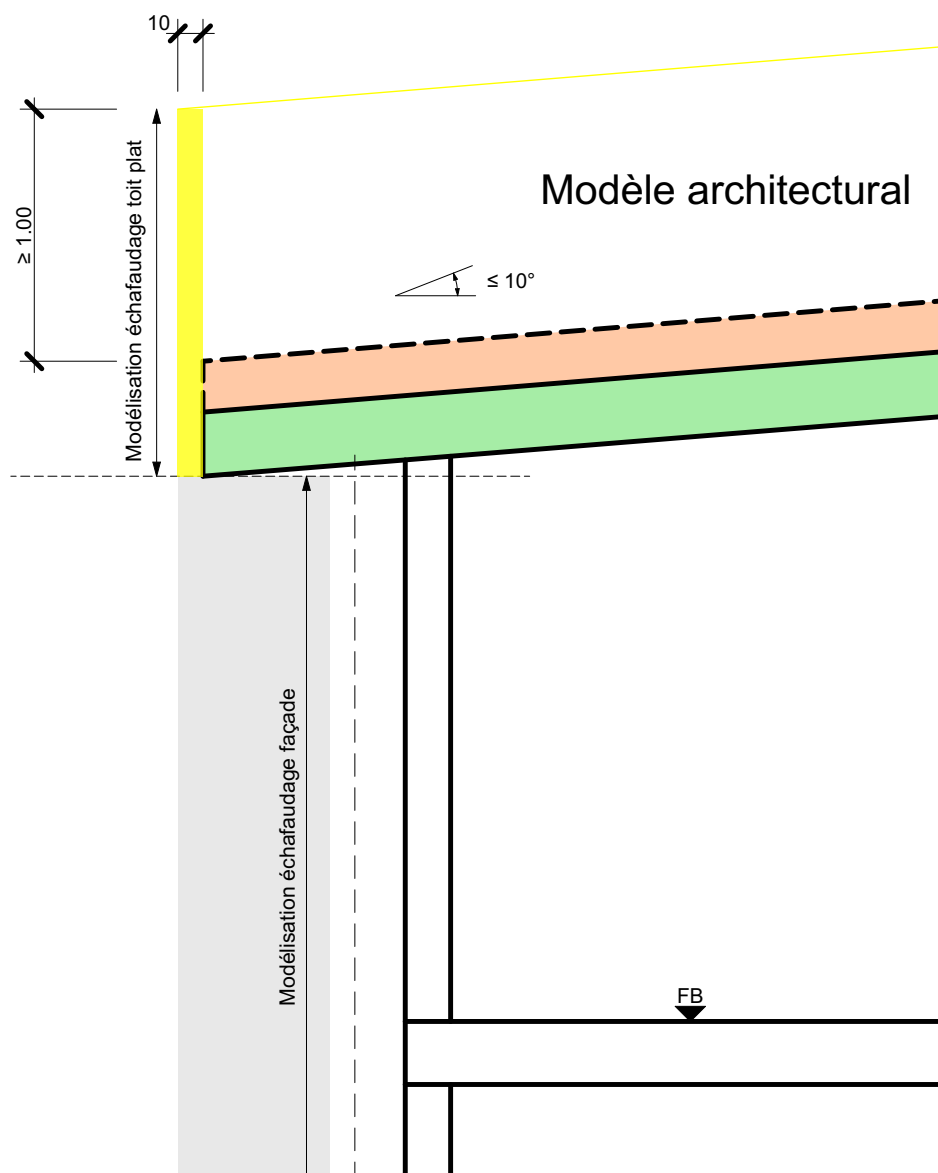 10
Modèle architectural
≥ 1.00
Modélisation échafaudage toit plat
≤ 10°
Modélisation échafaudage façade
FB